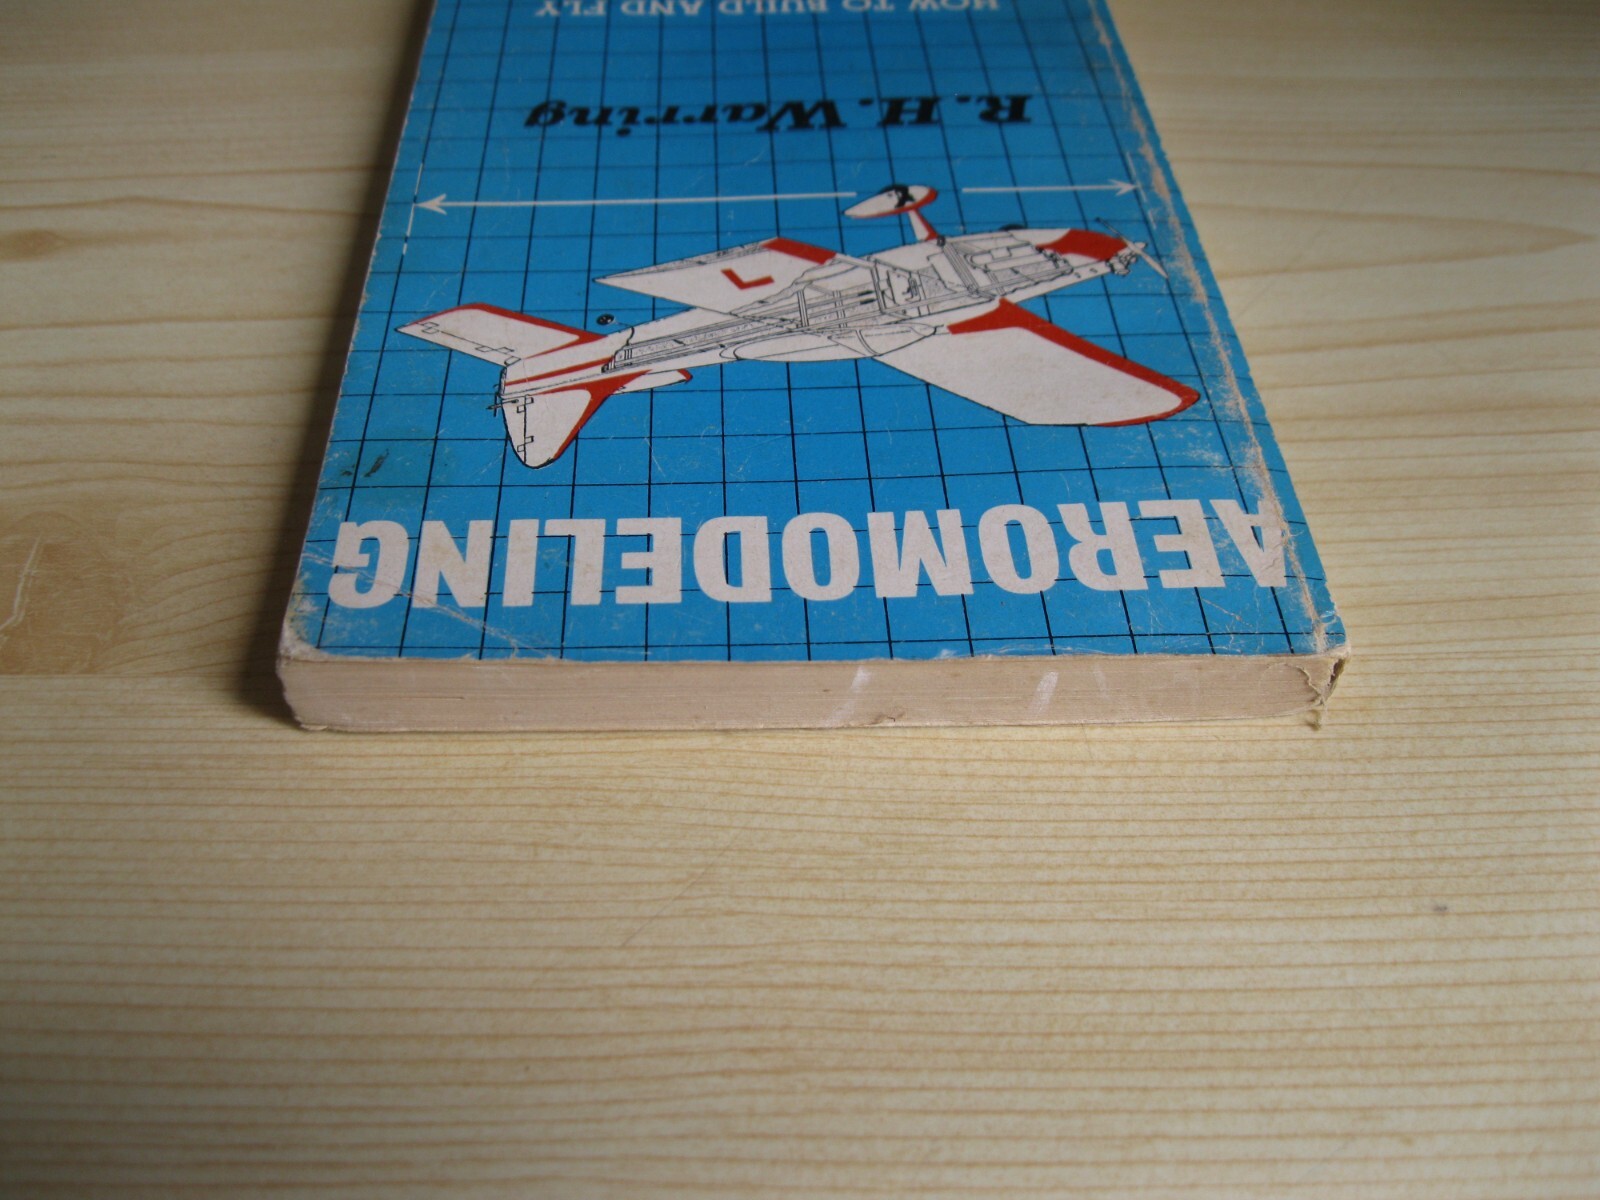 AEROMODELING
R. H. Warring
HOW TO BUILD AND FLY